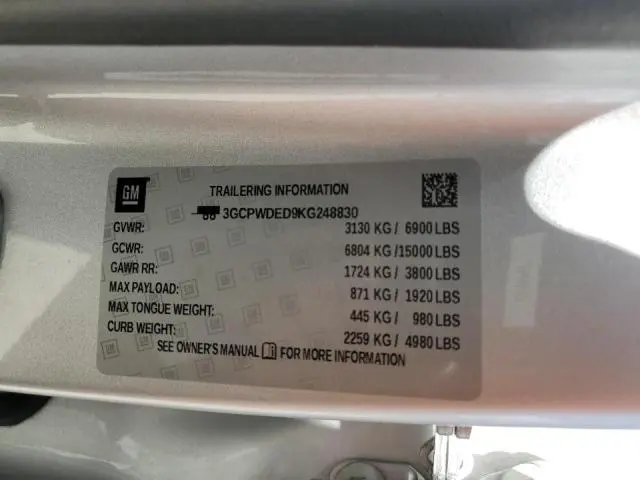 GM
TRAILERING INFORMATION
3GCPWDED9KG248830
GVWR: 3130 KG / 6900 LBS
GCWR: 6804 KG /15000 LBS
GAWR RR: 1724 KG / 3800 LBS
MAX PAYLOAD: 871 KG / 1920 LBS
MAX TONGUE WEIGHT: 445 KG / 980 LBS
CURB WEIGHT: 2259 KG / 4980 LBS
SEE OWNER'S MANUAL FOR MORE INFORMATION